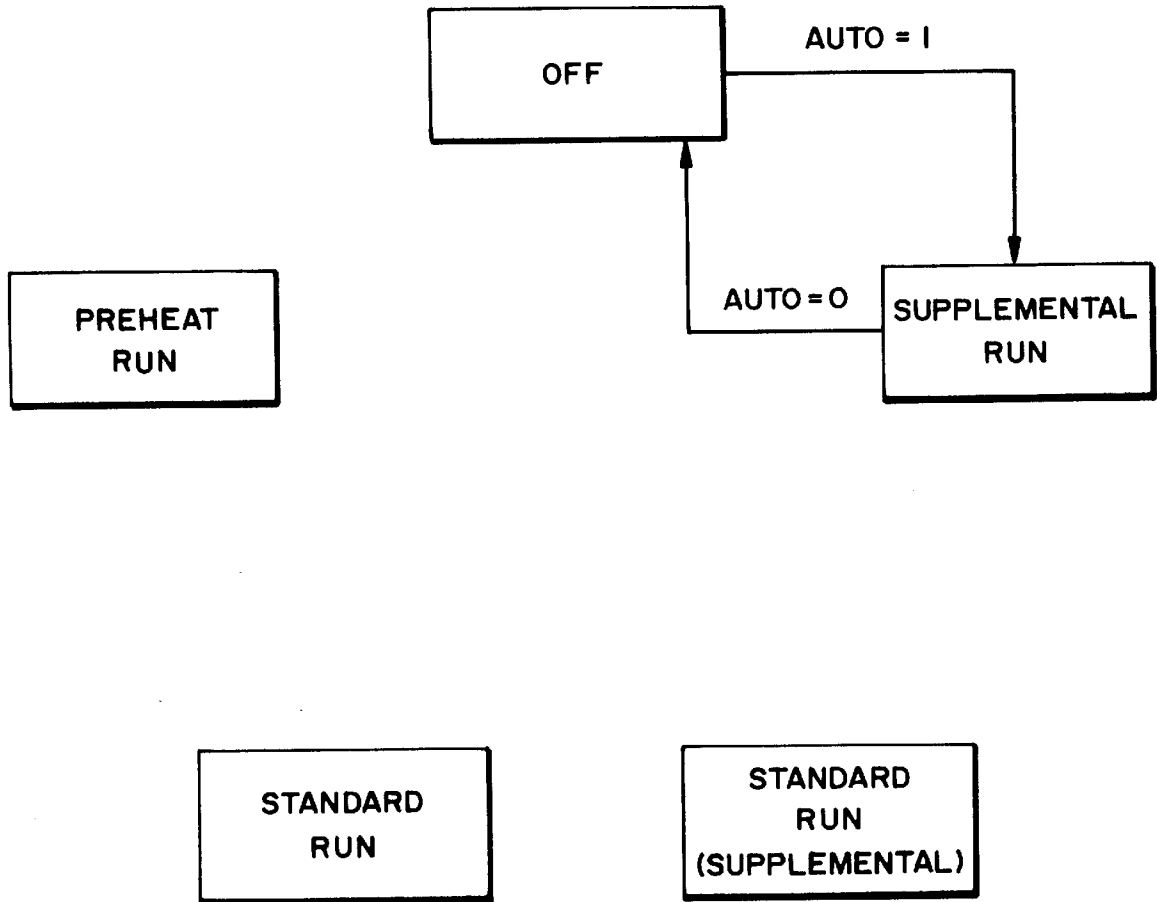 AUTO = 1
OFF
PREHEAT
RUN
AUTO = 0
SUPPLEMENTAL
RUN
STANDARD
RUN
STANDARD
RUN
(SUPPLEMENTAL)